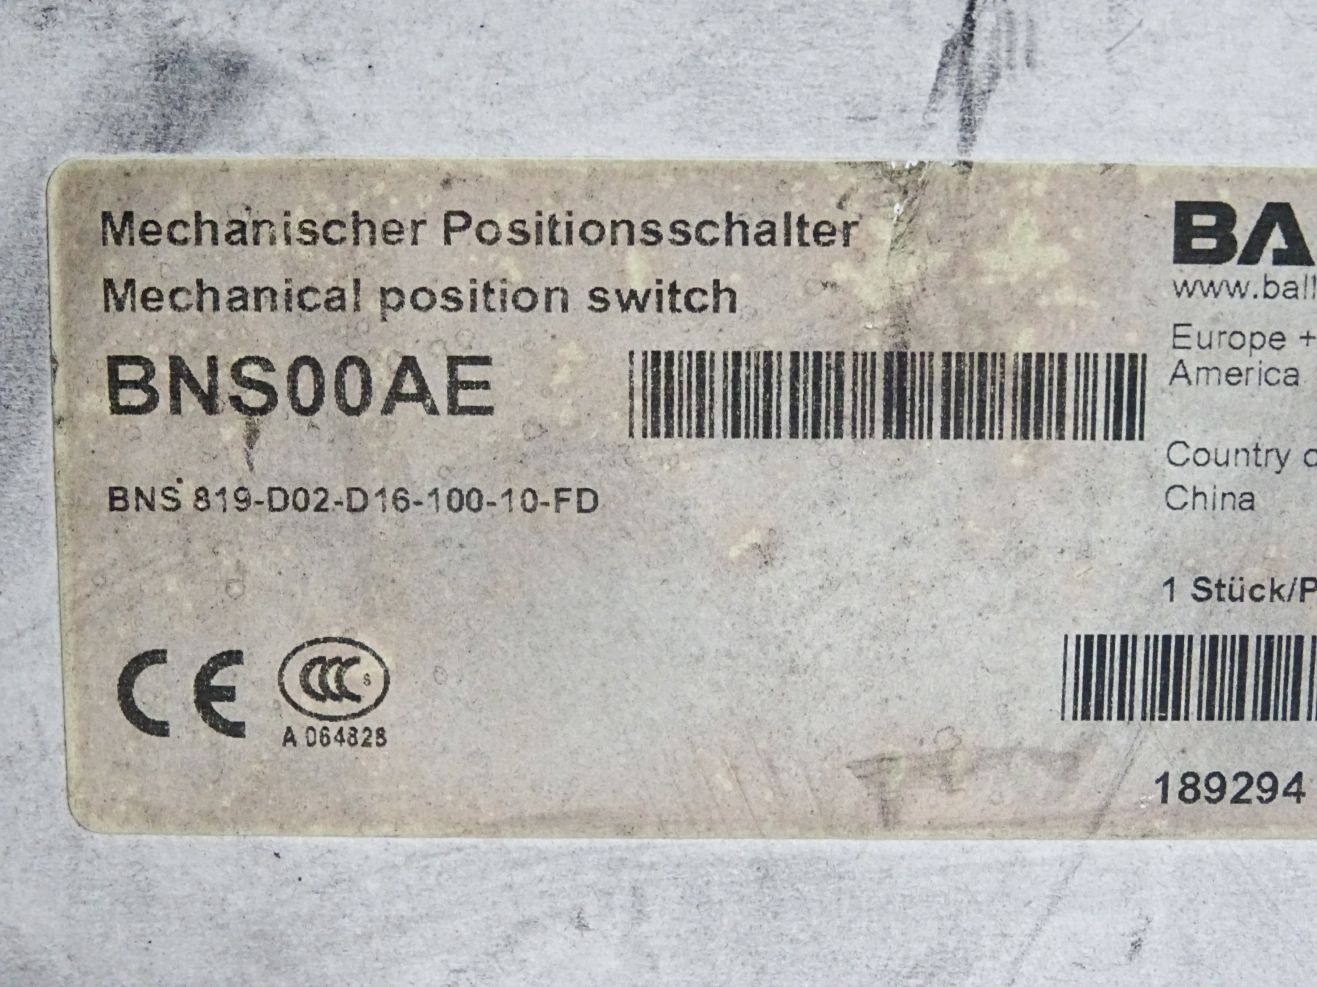 Mechanischer Positionsschalter
Mechanical position switch
BNS00AE
BNS 819-D02-D16-100-10-FD
CE
CCC S
A 064828
BA
www.ball
Europe +
America
Country o
China
1 Stück/P
189294